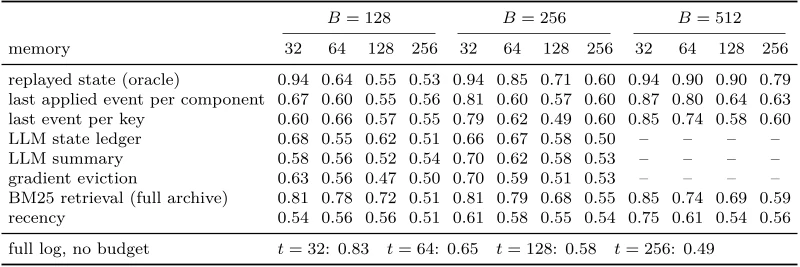 B = 128 B = 256 B = 512
memory 32 64 128 256 32 64 128 256 32 64 128 256
replayed state (oracle) 0.94 0.64 0.55 0.53 0.94 0.85 0.71 0.60 0.94 0.90 0.90 0.79
last applied event per component 0.67 0.60 0.55 0.56 0.81 0.60 0.57 0.60 0.87 0.80 0.64 0.63
last event per key 0.60 0.66 0.57 0.55 0.79 0.62 0.49 0.60 0.85 0.74 0.58 0.60
LLM state ledger 0.68 0.55 0.62 0.51 0.66 0.67 0.58 0.50 – – – –
LLM summary 0.58 0.56 0.52 0.54 0.70 0.62 0.58 0.53 – – – –
gradient eviction 0.63 0.56 0.47 0.50 0.70 0.59 0.51 0.53 – – – –
BM25 retrieval (full archive) 0.81 0.78 0.72 0.51 0.81 0.79 0.68 0.55 0.85 0.74 0.69 0.59
recency 0.54 0.56 0.56 0.51 0.61 0.58 0.55 0.54 0.75 0.61 0.54 0.56
full log, no budget t = 32: 0.83 t = 64: 0.65 t = 128: 0.58 t = 256: 0.49